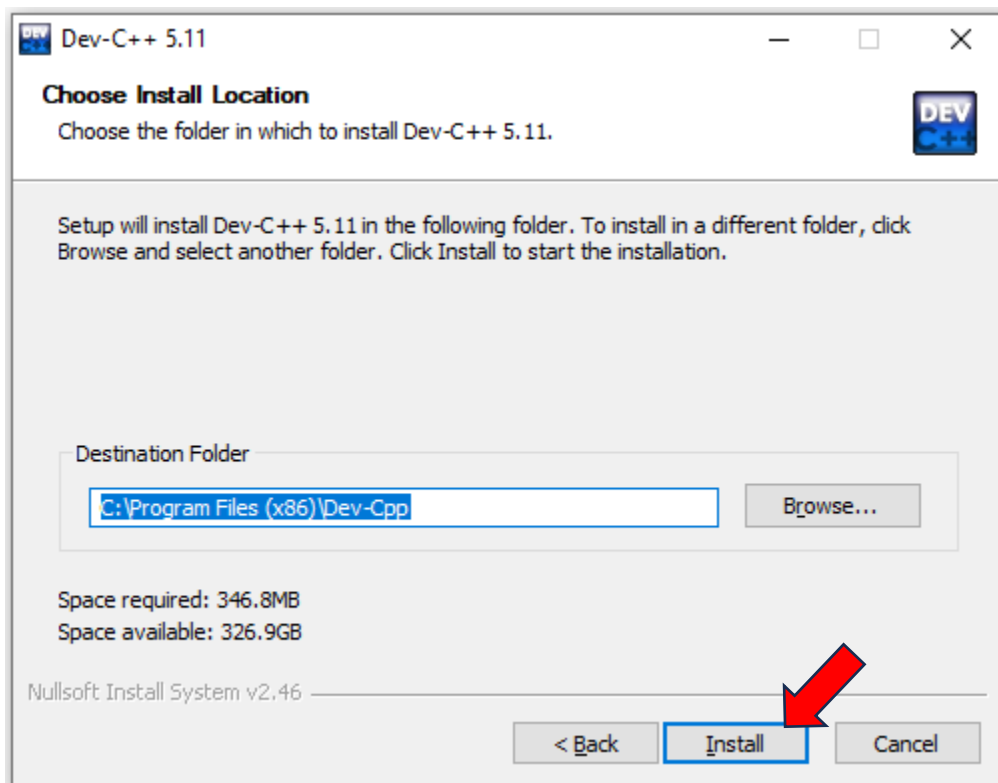 Dev-C++ 5.11
Choose Install Location
Choose the folder in which to install Dev-C++ 5.11.
DEV
C++
Setup will install Dev-C++ 5.11 in the following folder. To install in a different folder, click
Browse and select another folder. Click Install to start the installation.
Destination Folder
C:\Program Files (x86)\Dev-Cpp
Browse...
Space required: 346.8MB
Space available: 326.9GB
Nullsoft Install System v2.46
< Back
Install
Cancel